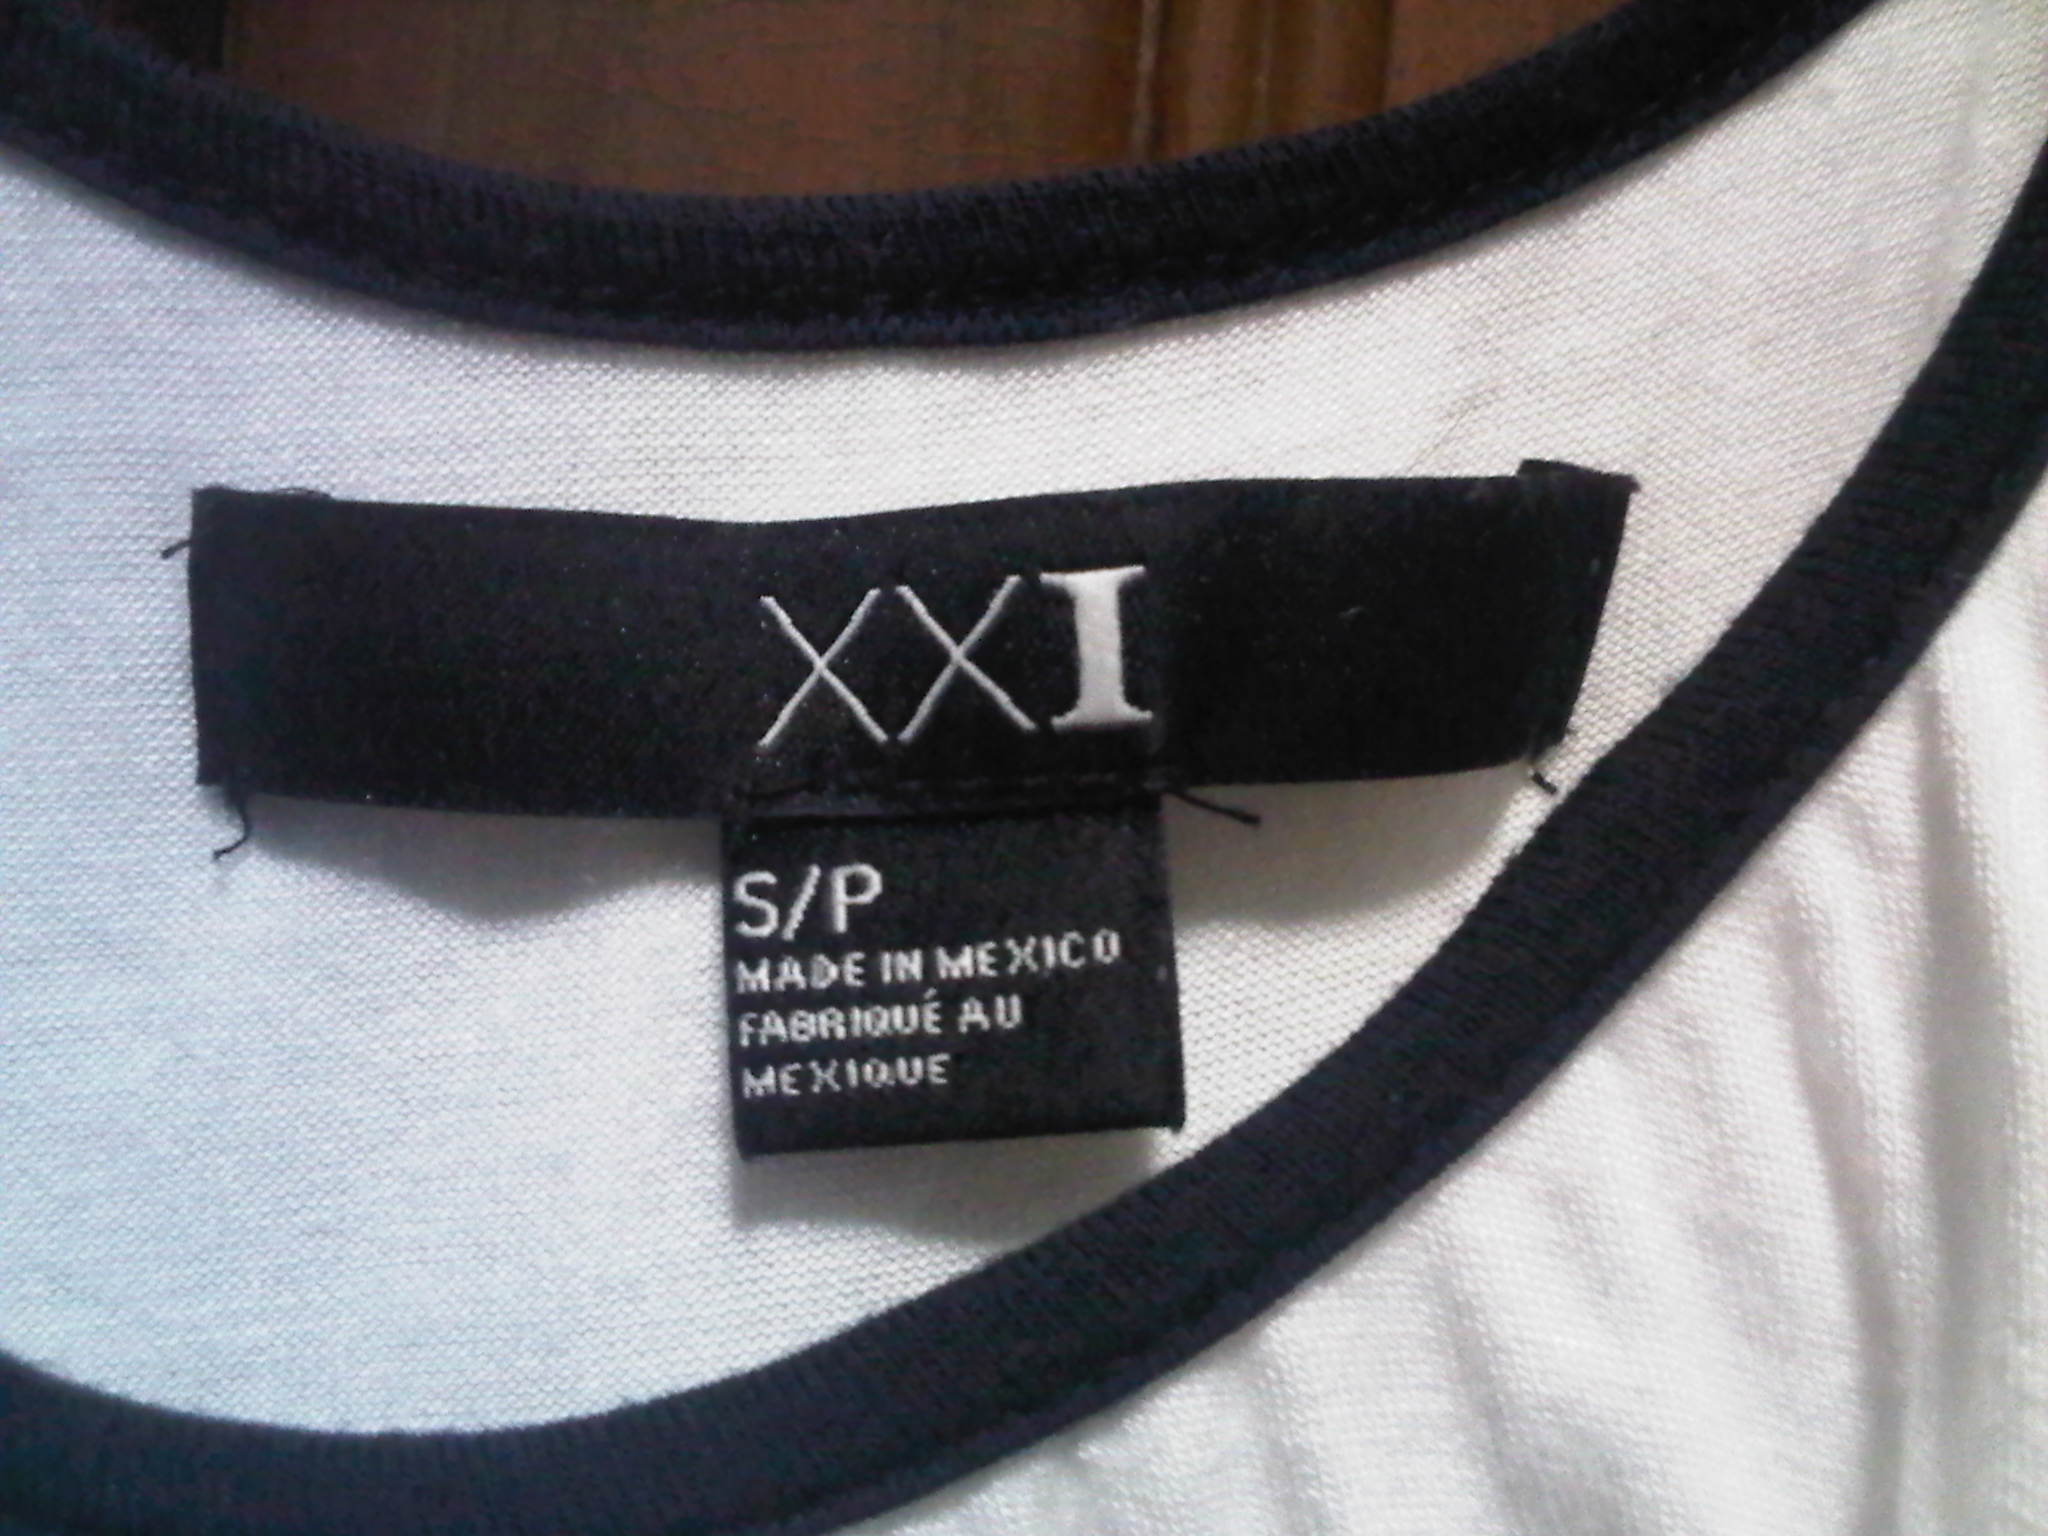 XXI
S/P
MADE IN MEXICO
FABRIQUÉ AU
MEXIQUE